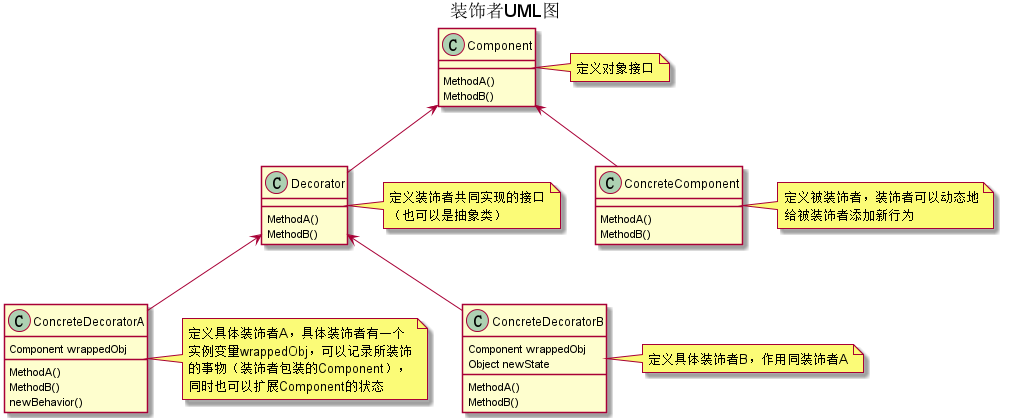 装饰者UML图
C Component
MethodA()
MethodB()
定义对象接口
C Decorator
MethodA()
MethodB()
定义装饰者共同实现的接口
（也可以是抽象类）
C ConcreteComponent
MethodA()
MethodB()
定义被装饰者，装饰者可以动态地
给被装饰者添加新行为
C ConcreteDecoratorA
Component wrappedObj
MethodA()
MethodB()
newBehavior()
定义具体装饰者A，具体装饰者有一个
实例变量wrappedObj，可以记录所装饰
的事物（装饰者包装的Component），
同时也可以扩展Component的状态
C ConcreteDecoratorB
Component wrappedObj
Object newState
MethodA()
MethodB()
定义具体装饰者B，作用同装饰者A